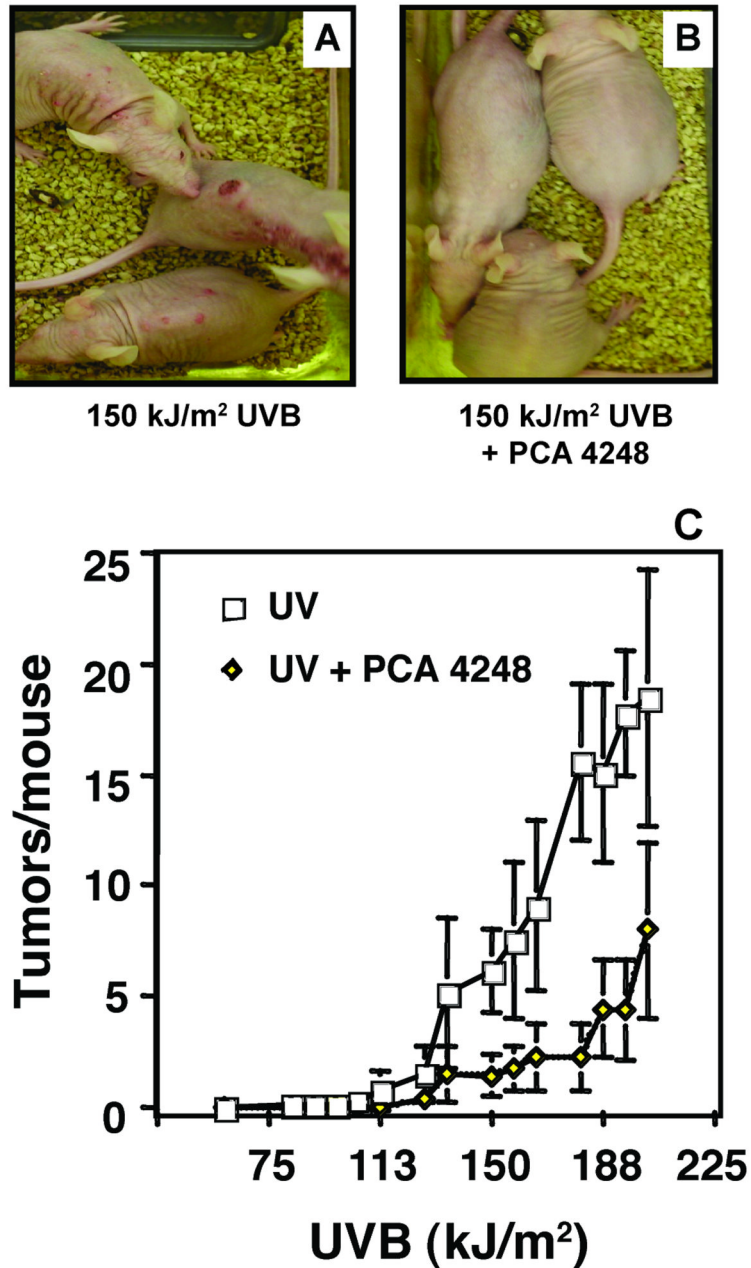 A
B
150 kJ/m² UVB
150 kJ/m² UVB
+ PCA 4248
C
25
20
15
10
5
0
UV
UV + PCA 4248
Tumors/mouse
75 113 150 188 225
UVB (kJ/m²)